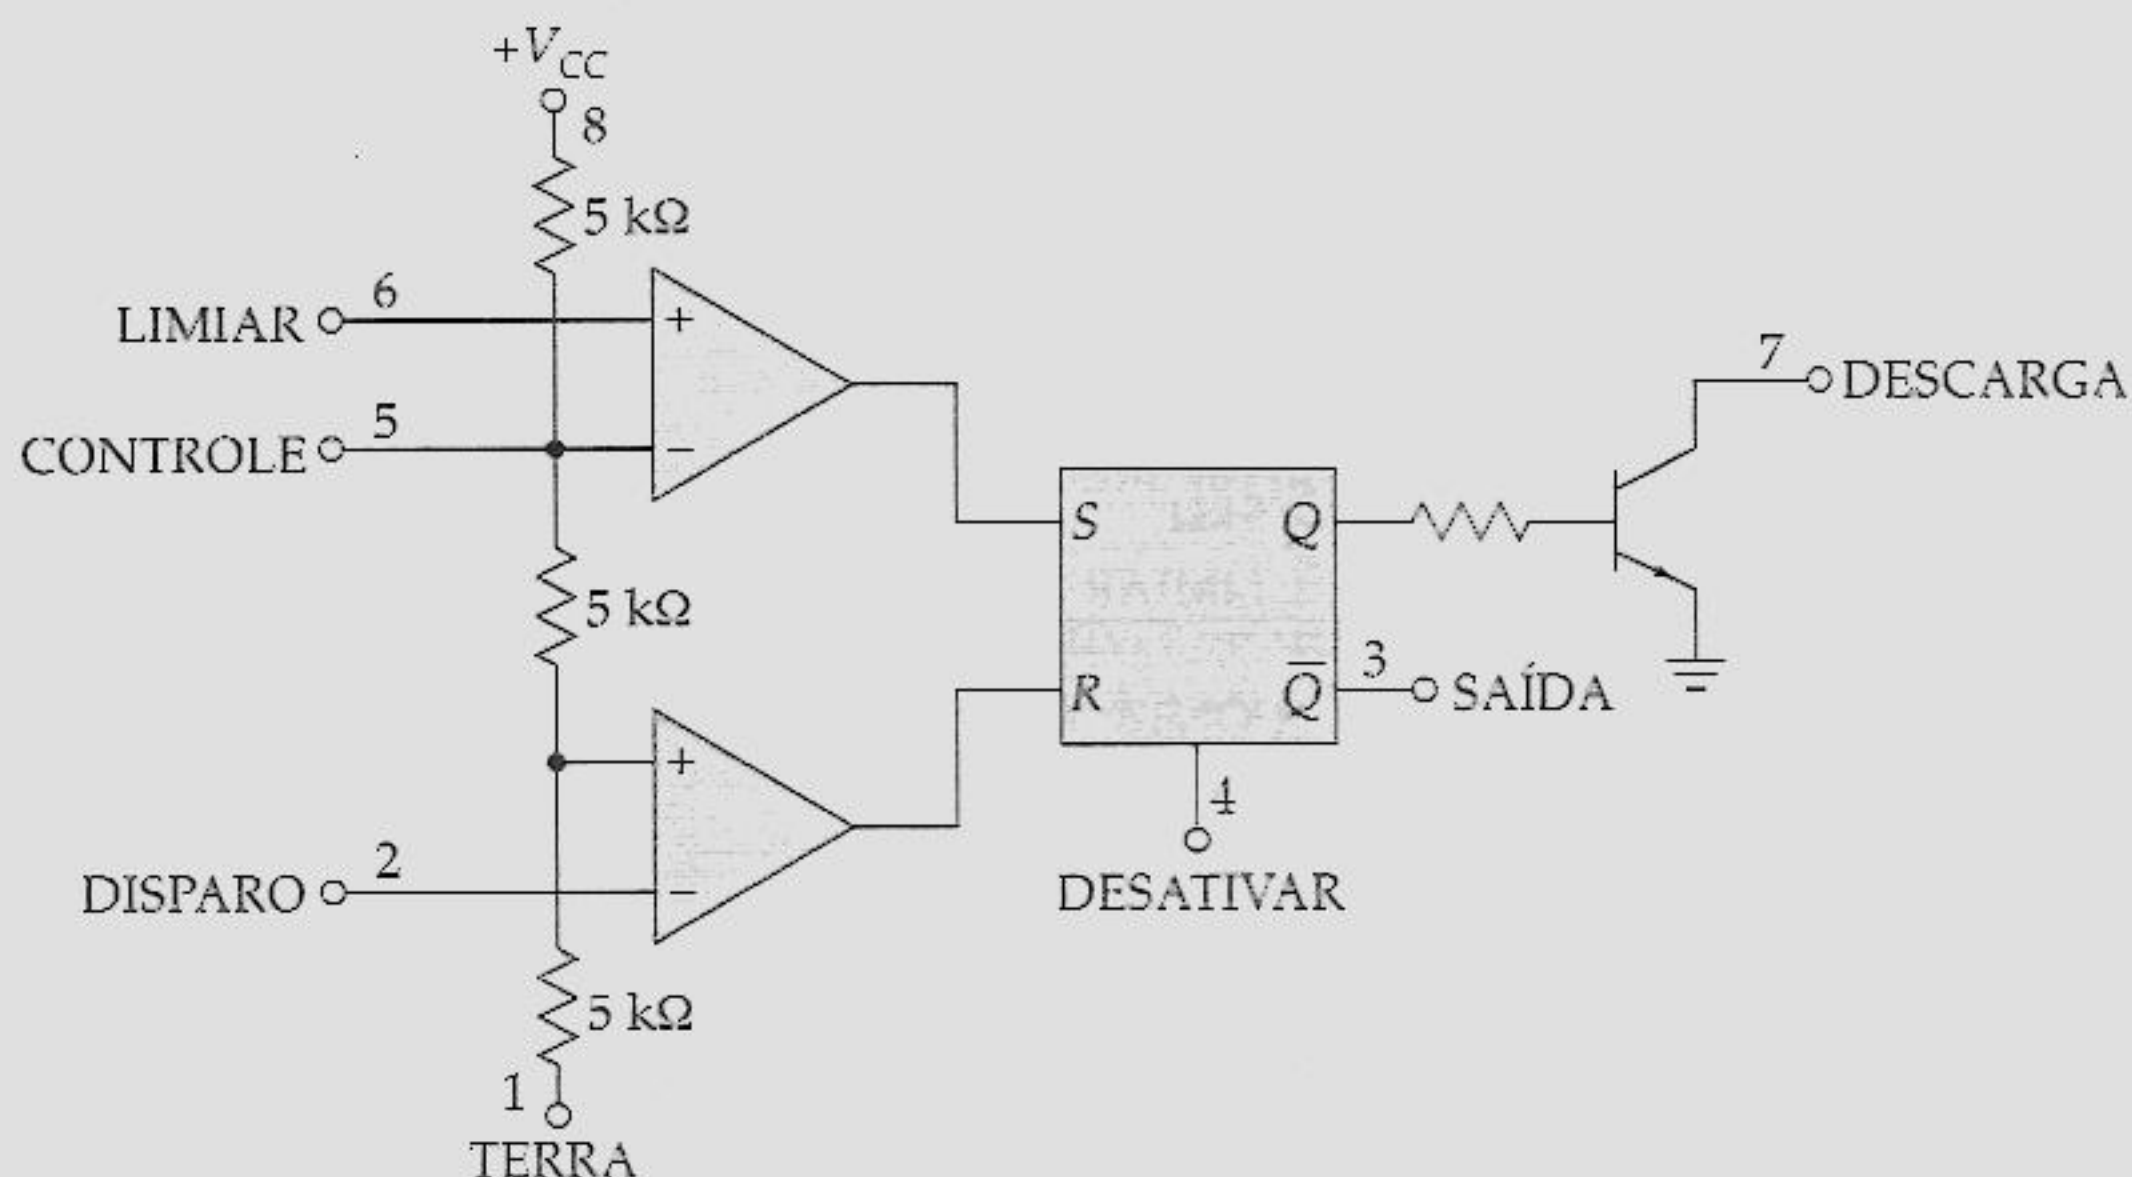 +V_CC
8
5 kΩ
6
LIMIAR
+
5
CONTROLE
−
7
DESCARGA
S
Q
5 kΩ
R
Q̅
3
SAÍDA
+
4
DESATIVAR
2
DISPARO
−
5 kΩ
1
TERRA